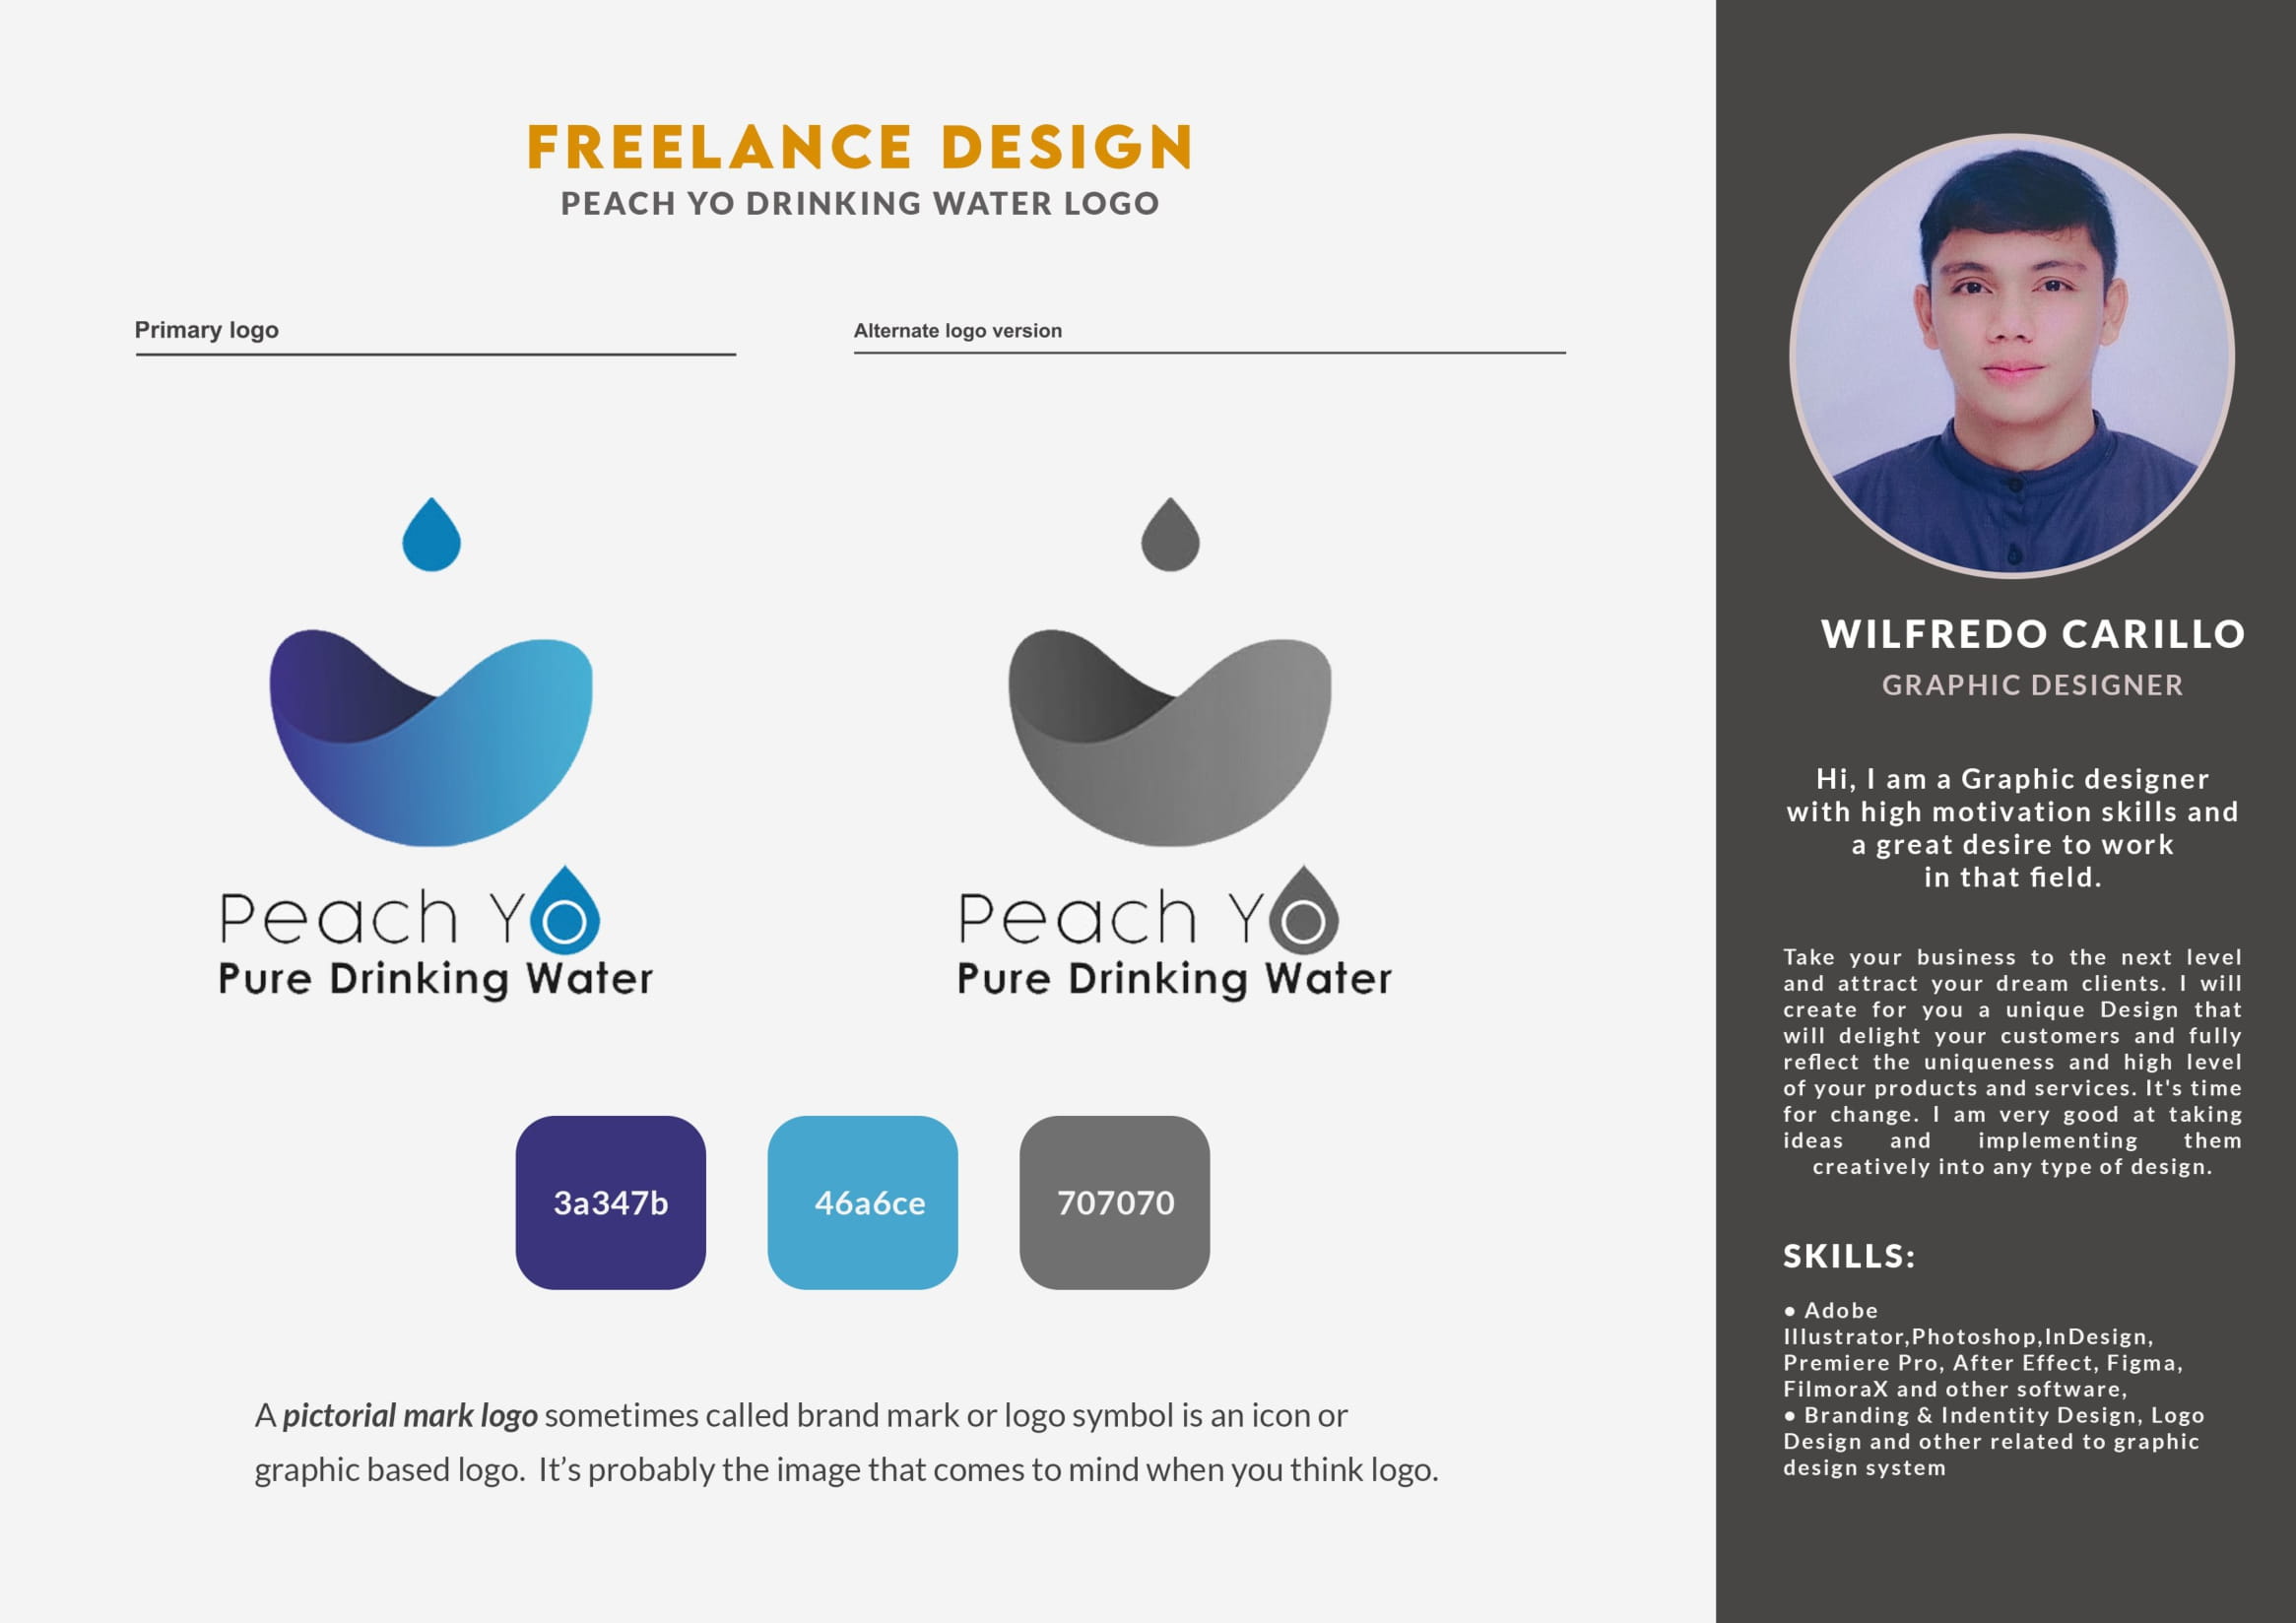 FREELANCE DESIGN
PEACH YO DRINKING WATER LOGO
Primary logo
Alternate logo version
Peach Yo
Pure Drinking Water
Peach Yo
Pure Drinking Water
3a347b
46a6ce
707070
A pictorial mark logo sometimes called brand mark or logo symbol is an icon or
graphic based logo.  It’s probably the image that comes to mind when you think logo.
WILFREDO CARILLO
GRAPHIC DESIGNER
Hi, I am a Graphic designer
with high motivation skills and
a great desire to work
in that field.
Take your business to the next level
and attract your dream clients. I will
create for you a unique Design that
will delight your customers and fully
reflect the uniqueness and high level
of your products and services. It's time
for change. I am very good at taking
ideas and implementing them
creatively into any type of design.
SKILLS:
• Adobe
Illustrator,Photoshop,InDesign,
Premiere Pro, After Effect, Figma,
FilmoraX and other software,
• Branding & Indentity Design, Logo
Design and other related to graphic
design system